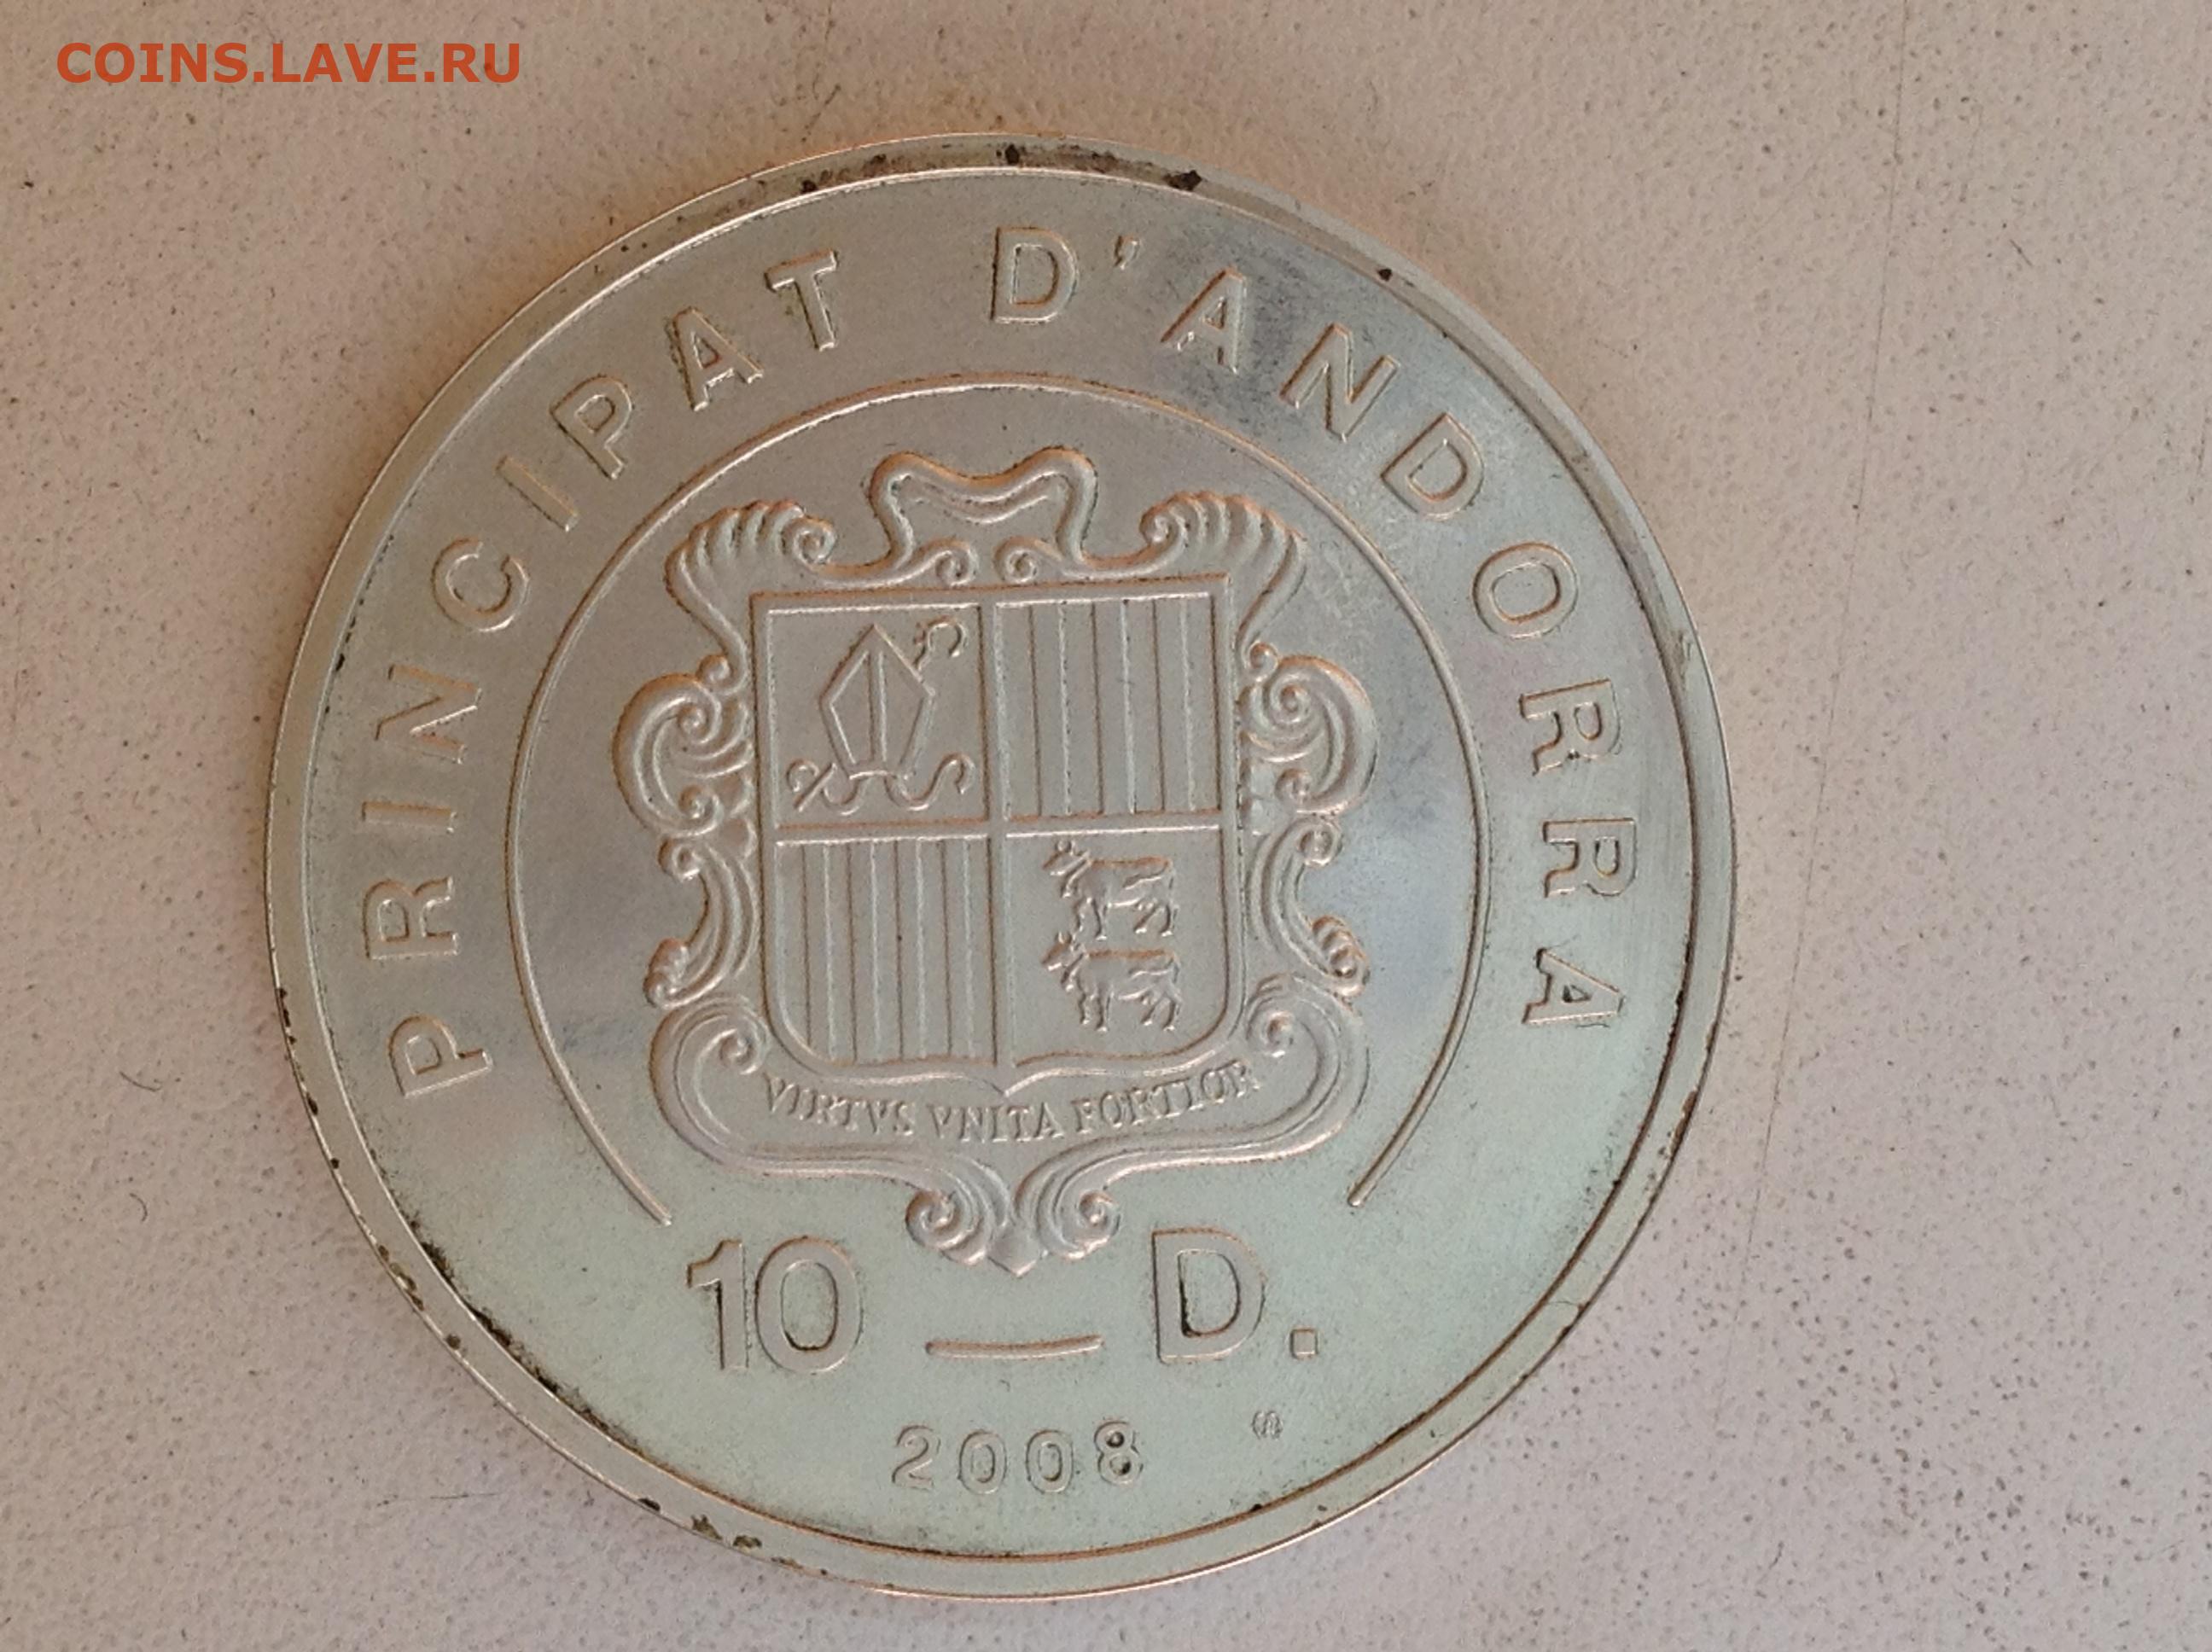 COINS.LAVE.RU
PRINCIPAT D'ANDORRA
VIRTVS VNITA FORTIOR
10 D.
2008